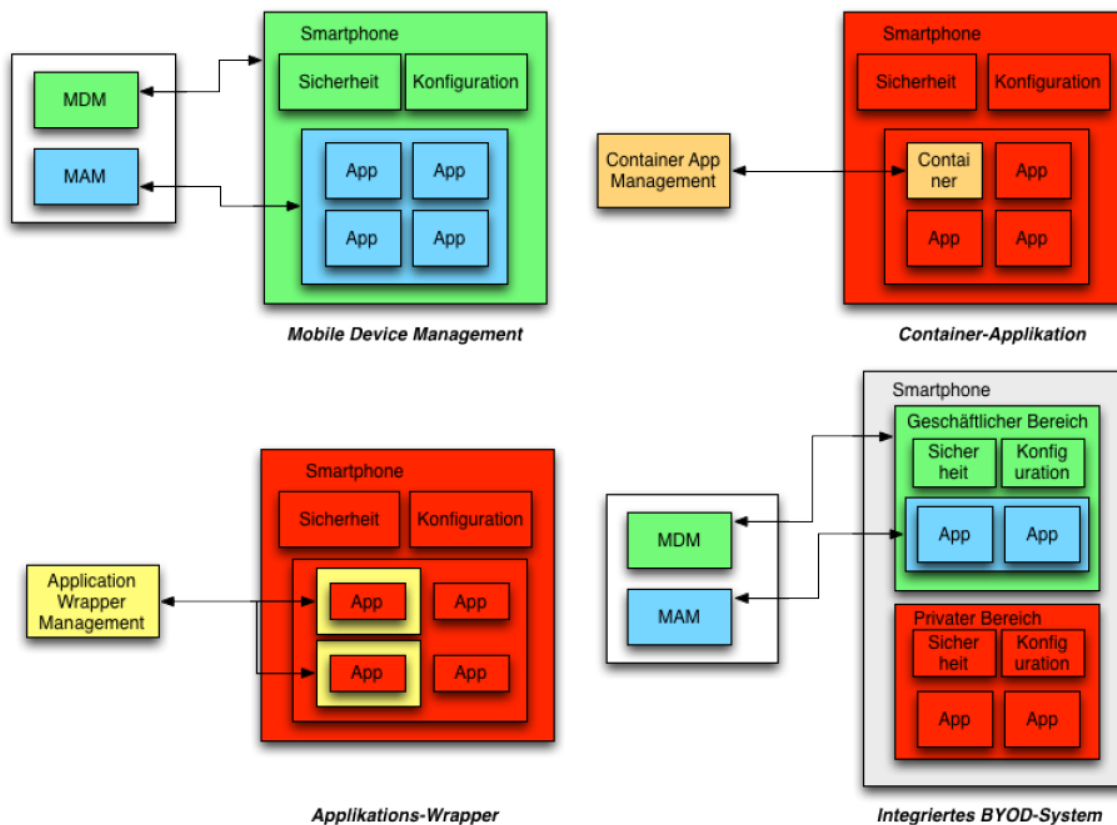 Smartphone
Sicherheit
Konfiguration
MDM
MAM
App
App
App
App
Mobile Device Management
Smartphone
Sicherheit
Konfiguration
Container App
Management
Contai
ner
App
App
App
Container-Applikation
Smartphone
Sicherheit
Konfiguration
Application
Wrapper
Management
App
App
App
App
Applikations-Wrapper
Smartphone
Geschäftlicher Bereich
Sicher
heit
Konfig
uration
MDM
MAM
App
App
Privater Bereich
Sicher
heit
Konfig
uration
App
App
Integriertes BYOD-System